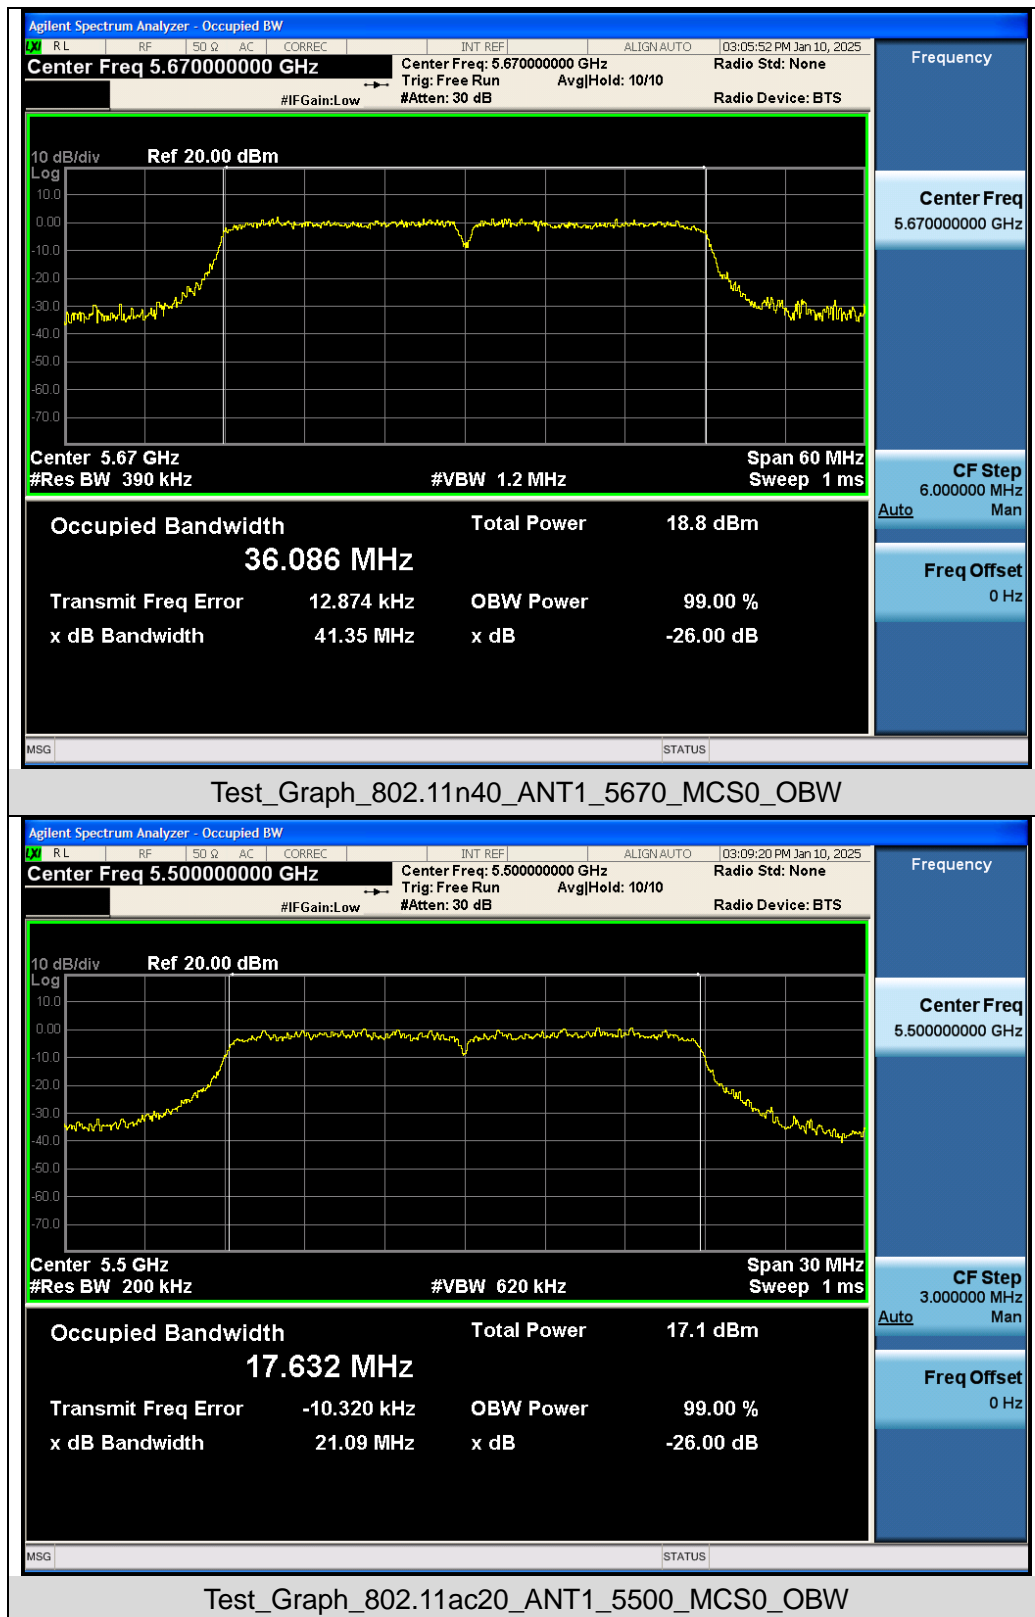 Agilent Spectrum Analyzer - Occupied BW
LXI RL RF 50 Ω AC CORREC INT REF ALIGN AUTO 03:05:52 PM Jan 10, 2025
Center Freq 5.670000000 GHz
Center Freq: 5.670000000 GHz Radio Std: None
Trig: Free Run Avg|Hold: 10/10
#IFGain:Low #Atten: 30 dB Radio Device: BTS
Frequency
10 dB/div Ref 20.00 dBm
Log
10.0
0.00
-10.0
-20.0
-30.0
-40.0
-50.0
-60.0
-70.0
Center 5.67 GHz Span 60 MHz
#Res BW 390 kHz #VBW 1.2 MHz Sweep 1 ms
Center Freq
5.670000000 GHz
CF Step
6.000000 MHz
Auto Man
Freq Offset
0 Hz
Occupied Bandwidth Total Power 18.8 dBm
36.086 MHz
Transmit Freq Error 12.874 kHz OBW Power 99.00 %
x dB Bandwidth 41.35 MHz x dB -26.00 dB
MSG STATUS
Test_Graph_802.11n40_ANT1_5670_MCS0_OBW
Agilent Spectrum Analyzer - Occupied BW
LXI RL RF 50 Ω AC CORREC INT REF ALIGN AUTO 03:09:20 PM Jan 10, 2025
Center Freq 5.500000000 GHz
Center Freq: 5.500000000 GHz Radio Std: None
Trig: Free Run Avg|Hold: 10/10
#IFGain:Low #Atten: 30 dB Radio Device: BTS
Frequency
10 dB/div Ref 20.00 dBm
Log
10.0
0.00
-10.0
-20.0
-30.0
-40.0
-50.0
-60.0
-70.0
Center 5.5 GHz Span 30 MHz
#Res BW 200 kHz #VBW 620 kHz Sweep 1 ms
Center Freq
5.500000000 GHz
CF Step
3.000000 MHz
Auto Man
Freq Offset
0 Hz
Occupied Bandwidth Total Power 17.1 dBm
17.632 MHz
Transmit Freq Error -10.320 kHz OBW Power 99.00 %
x dB Bandwidth 21.09 MHz x dB -26.00 dB
MSG STATUS
Test_Graph_802.11ac20_ANT1_5500_MCS0_OBW